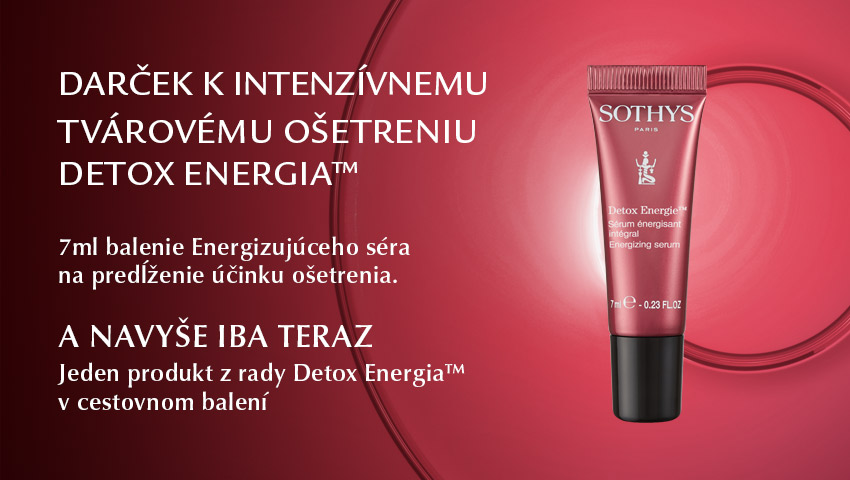 DARČEK K INTENZÍVNEMU
TVÁROVÉMU OŠETRENIU
DETOX ENERGIA™
7ml balenie Energizujúceho séra
na predĺženie účinku ošetrenia.
A NAVYŠE IBA TERAZ
Jeden produkt z rady Detox Energia™
v cestovnom balení
SOTHYS
PARIS
Detox Energie™
Sérum énergisant
intégral
Energizing serum
7ml ℮ - 0.23 FL.OZ